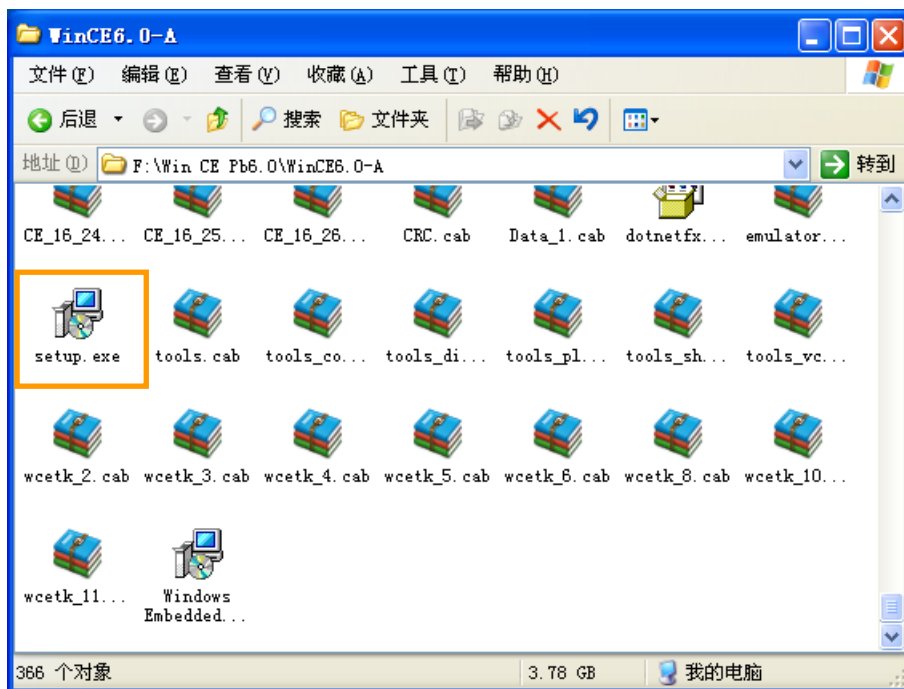 WinCE6.0-A
文件(F) 编辑(E) 查看(V) 收藏(A) 工具(T) 帮助(H)
后退 搜索 文件夹
地址(D) F:\Win CE Pb6.0\WinCE6.0-A 转到
CE_16_24... CE_16_25... CE_16_26... CRC.cab Data_1.cab dotnetfx... emulator...
setup.exe tools.cab tools_co... tools_di... tools_pl... tools_sh... tools_vc...
wcetk_2.cab wcetk_3.cab wcetk_4.cab wcetk_5.cab wcetk_6.cab wcetk_8.cab wcetk_10...
wcetk_11... Windows
Embedded...
366 个对象 3.78 GB 我的电脑